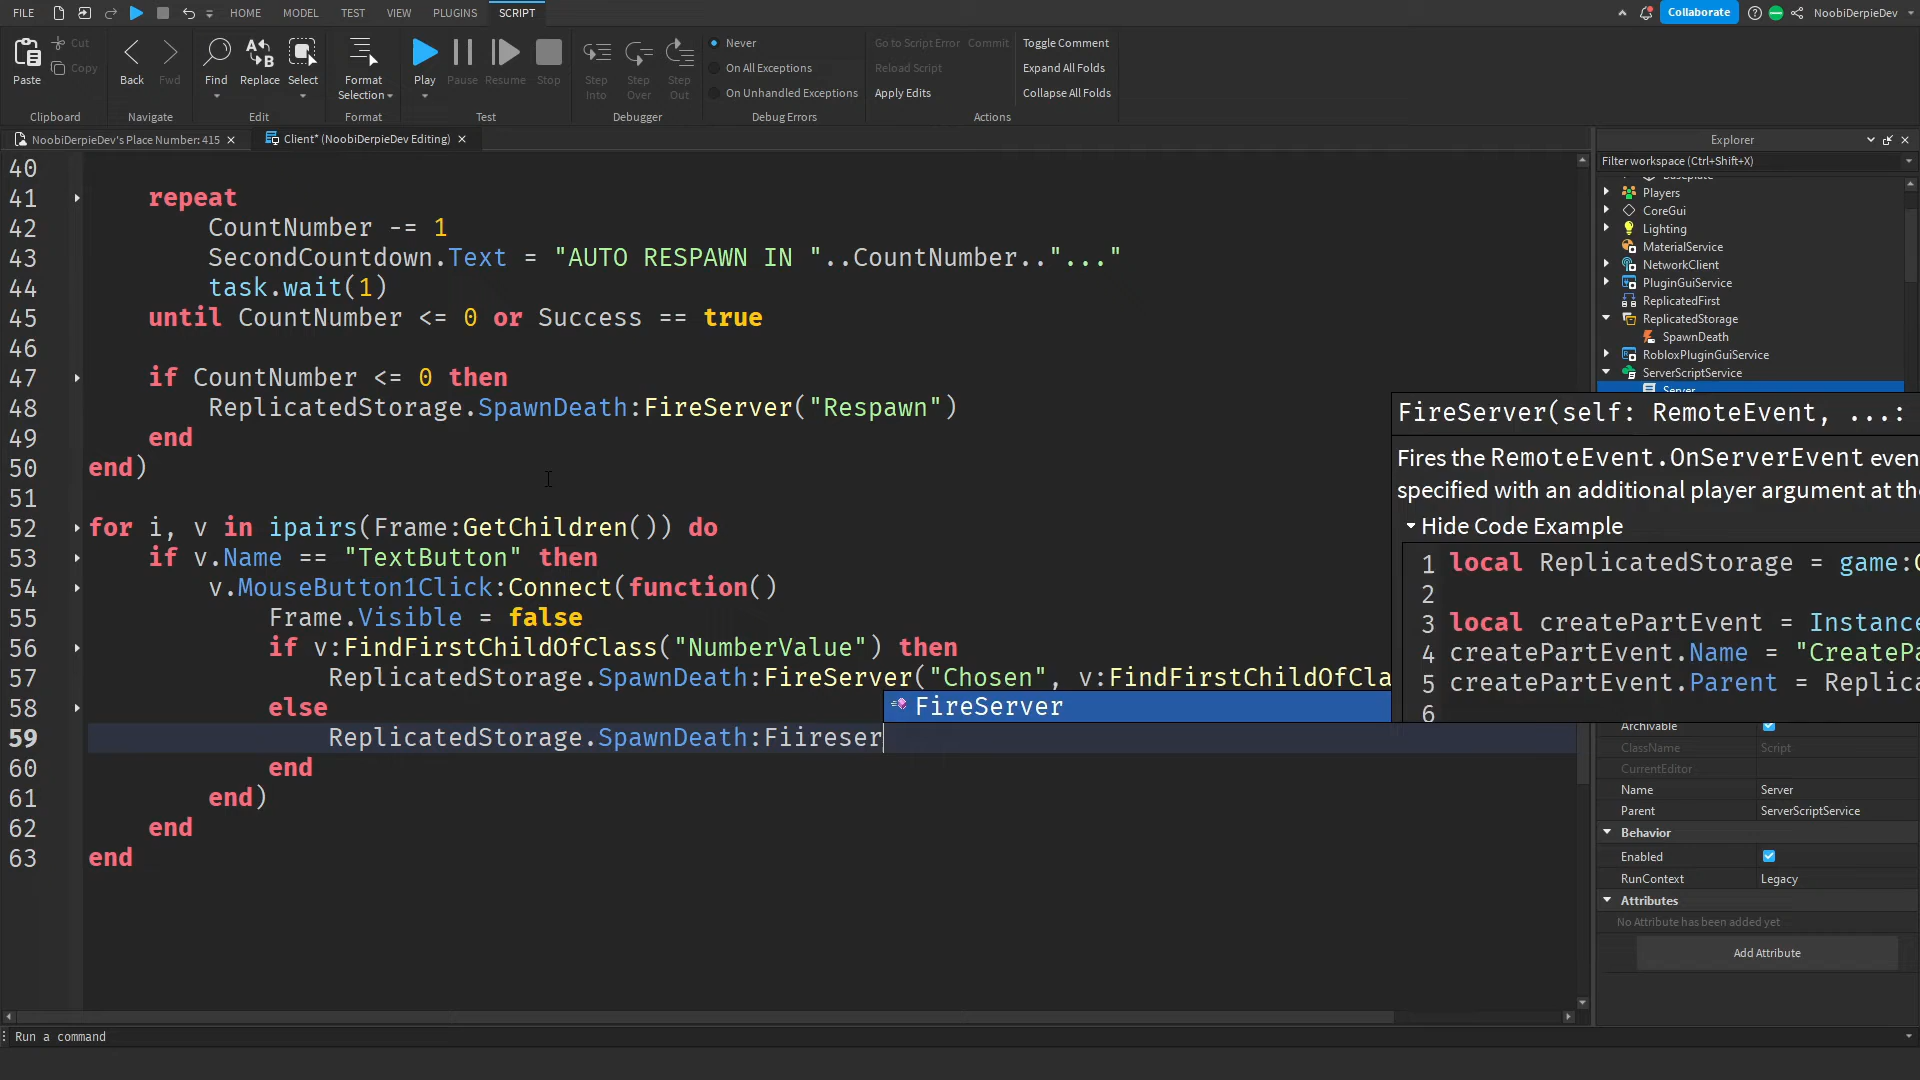 FILE HOME MODEL TEST VIEW PLUGINS SCRIPT Collaborate NoobiDerpieDev
Paste Cut Copy
Clipboard
Back Fwd
Navigate
Find Replace Select
Edit
Format Selection
Format
Play Pause Resume Stop
Test
Step Into Step Over Step Out
Debugger
Never
On All Exceptions
On Unhandled Exceptions
Debug Errors
Go to Script Error Commit
Reload Script
Apply Edits
Toggle Comment
Expand All Folds
Collapse All Folds
Actions
NoobiDerpieDev's Place Number: 415 Client* (NoobiDerpieDev Editing)
40
41 repeat
42 CountNumber -= 1
43 SecondCountdown.Text = "AUTO RESPAWN IN "..CountNumber.."..."
44 task.wait(1)
45 until CountNumber <= 0 or Success == true
46
47 if CountNumber <= 0 then
48 ReplicatedStorage.SpawnDeath:FireServer("Respawn")
49 end
50 end)
51
52 for i, v in ipairs(Frame:GetChildren()) do
53 if v.Name == "TextButton" then
54 v.MouseButton1Click:Connect(function()
55 Frame.Visible = false
56 if v:FindFirstChildOfClass("NumberValue") then
57 ReplicatedStorage.SpawnDeath:FireServer("Chosen", v:FindFirstChildOfCla
58 else
FireServer
59 ReplicatedStorage.SpawnDeath:Fiireser
60 end
61 end)
62 end
63 end
FireServer(self: RemoteEvent, ...:
Fires the RemoteEvent.OnServerEvent even
specified with an additional player argument at the
Hide Code Example
1 local ReplicatedStorage = game:G
2
3 local createPartEvent = Instance
4 createPartEvent.Name = "CreatePa
5 createPartEvent.Parent = Replica
6
Explorer
Filter workspace (Ctrl+Shift+X)
Baseplate
Players
CoreGui
Lighting
MaterialService
NetworkClient
PluginGuiService
ReplicatedFirst
ReplicatedStorage
SpawnDeath
RobloxPluginGuiService
ServerScriptService
Server
Archivable
ClassName Script
CurrentEditor
Name Server
Parent ServerScriptService
Behavior
Enabled
RunContext Legacy
Attributes
No Attribute has been added yet
Add Attribute
Run a command